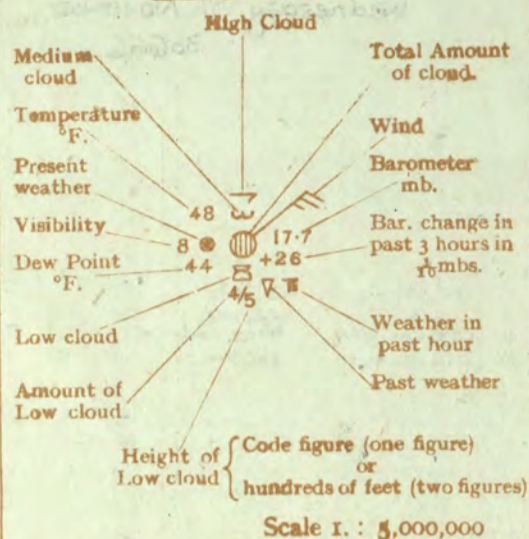 High Cloud
Medium
cloud
Total Amount
of cloud.
Temperature
°F.
Wind
Present
weather
Barometer
mb.
48
17.7
Visibility
8
Bar. change in
past 3 hours in
1/10 mbs.
+26
Dew Point
°F.
44
4/5
Low cloud
Weather in
past hour
Amount of
Low cloud
Past weather
Height of
Low cloud
Code figure (one figure)
or
hundreds of feet (two figures)
Scale 1. : 5,000,000